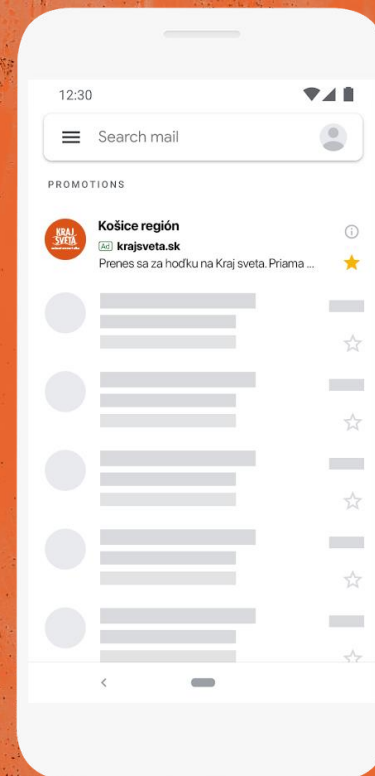 12:30
Search mail
PROMOTIONS
KRAJ
SVETA
Košice región
Ad krajsveta.sk
Prenes sa za hoďku na Kraj sveta. Priama ...